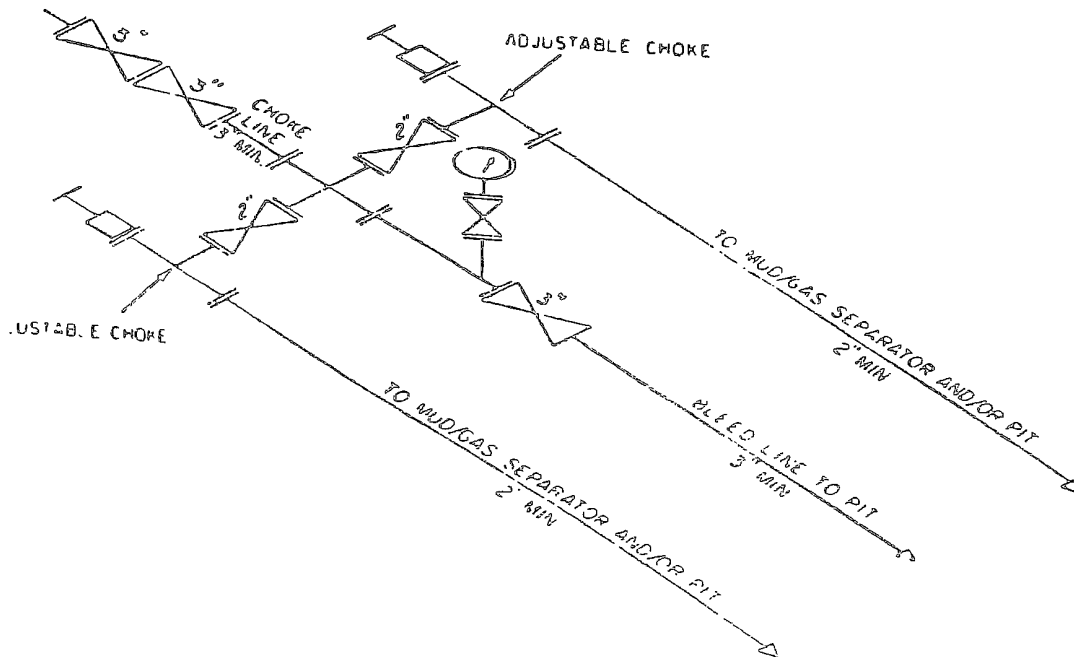 3"
3"
CHOKE
LINE
3" MIN.
ADJUSTABLE CHOKE
2"
2"
P
3"
.USTABLE CHOKE
TO MUD/GAS SEPARATOR AND/OR PIT
2" MIN
BLEED LINE TO PIT
3" MIN
TO MUD/GAS SEPARATOR AND/OR PIT
2" MIN